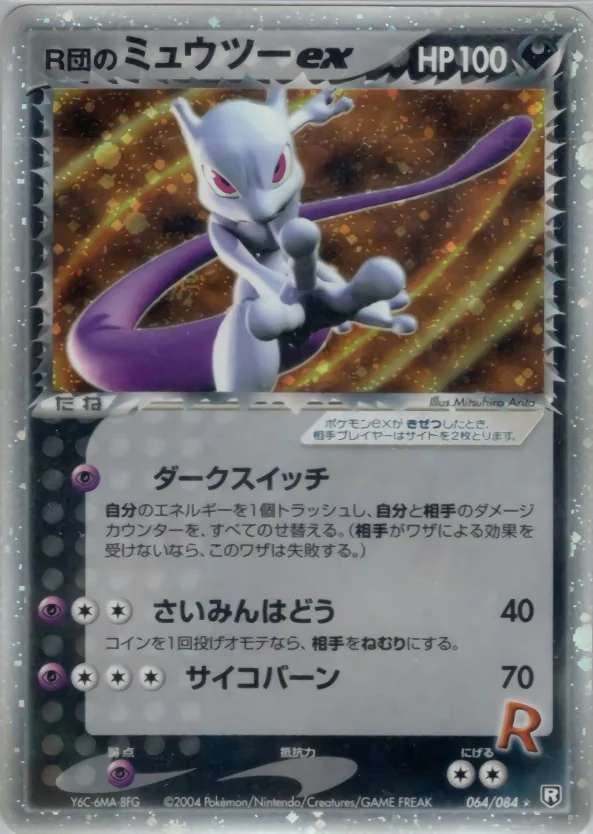 R団のミュウツーex HP100
たね
Illus. Mitsuhiro Arita
ポケモンexが きぜつしたとき、
相手プレイヤーはサイドを2枚とります。
ダークスイッチ
自分のエネルギーを1個トラッシュし、自分と相手のダメージ
カウンターを、すべてのせ替える。（相手がワザによる効果を
受けないなら、このワザは失敗する。）
さいみんはどう 40
コインを1回投げオモテなら、相手をねむりにする。
サイコバーン 70
R
弱点 抵抗力 にげる
Y6C-6MA-BFG ©2004 Pokémon/Nintendo/Creatures/GAME FREAK 064/084 ★ R